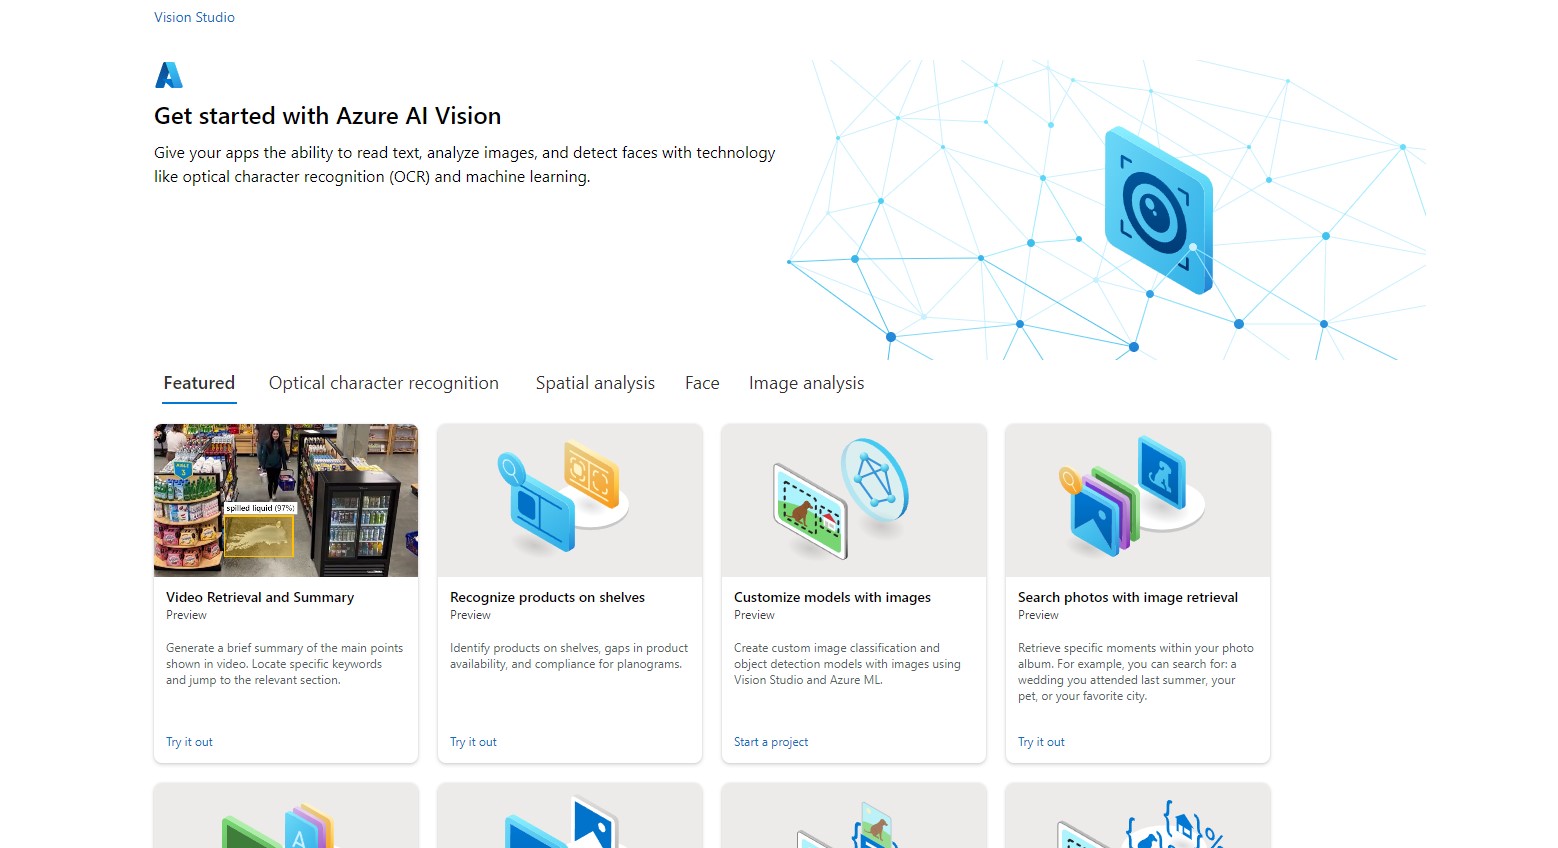 Vision Studio
Get started with Azure AI Vision
Give your apps the ability to read text, analyze images, and detect faces with technology
like optical character recognition (OCR) and machine learning.
Featured
Optical character recognition
Spatial analysis
Face
Image analysis
AISLE
3
spilled liquid (97%)
Video Retrieval and Summary
Preview
Generate a brief summary of the main points
shown in video. Locate specific keywords
and jump to the relevant section.
Try it out
Recognize products on shelves
Preview
Identify products on shelves, gaps in product
availability, and compliance for planograms.
Try it out
Customize models with images
Preview
Create custom image classification and
object detection models with images using
Vision Studio and Azure ML.
Start a project
Search photos with image retrieval
Preview
Retrieve specific moments within your photo
album. For example, you can search for: a
wedding you attended last summer, your
pet, or your favorite city.
Try it out
A
%